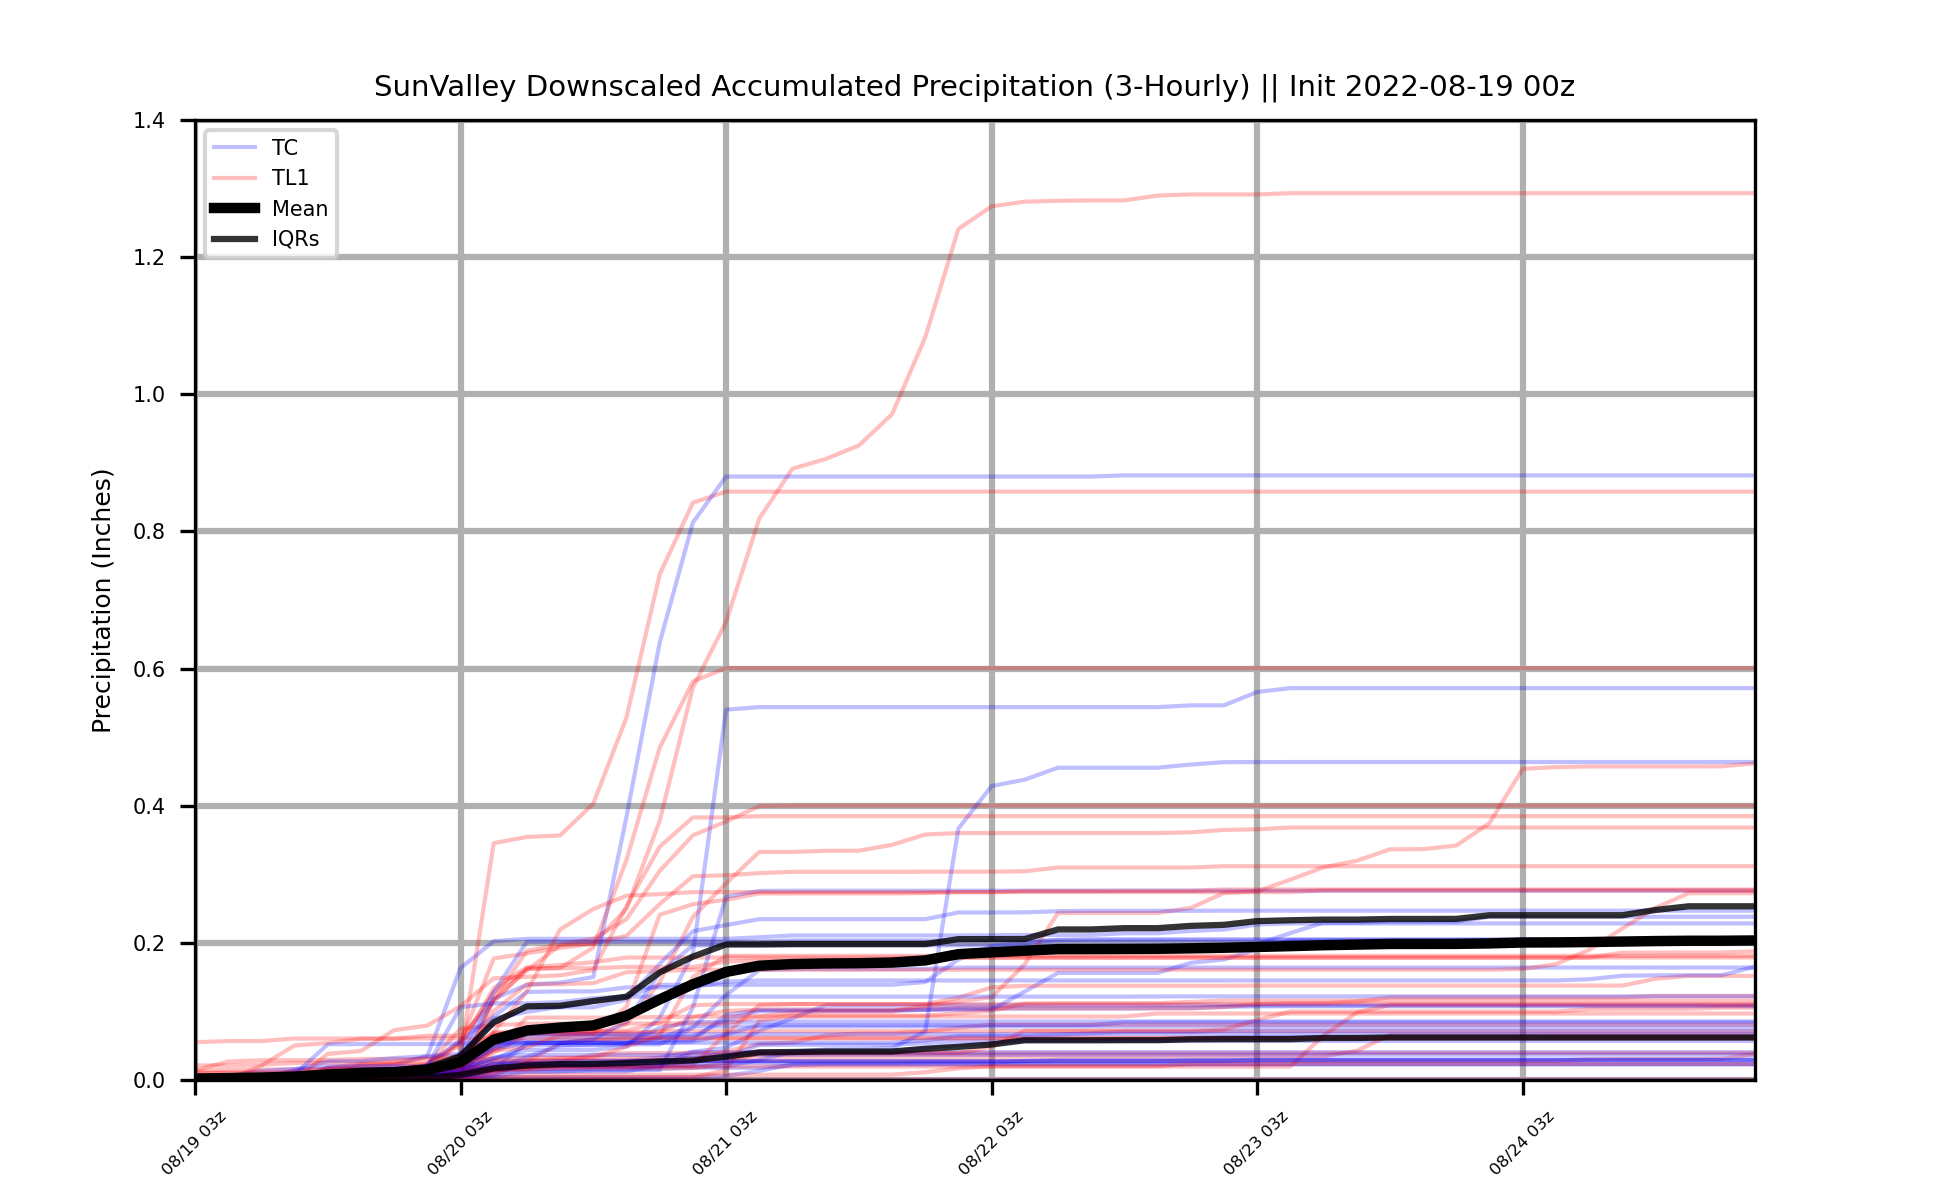 SunValley Downscaled Accumulated Precipitation (3-Hourly) || Init 2022-08-19 00z
TC
TL1
Mean
IQRs
Precipitation (Inches)
1.4
1.2
1.0
0.8
0.6
0.4
0.2
0.0
08/19 03z
08/20 03z
08/21 03z
08/22 03z
08/23 03z
08/24 03z